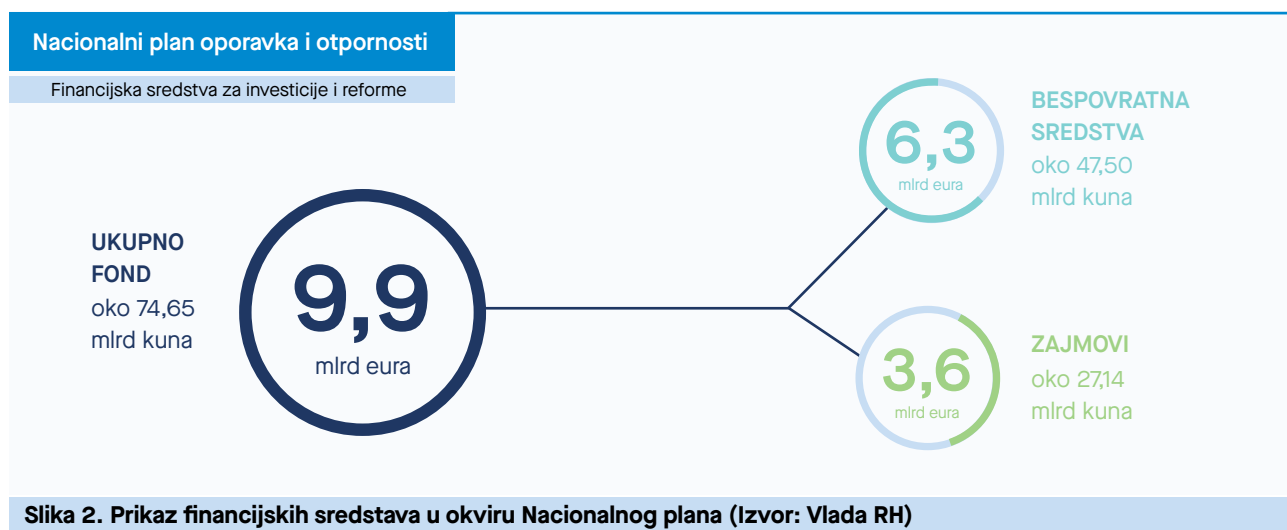 Nacionalni plan oporavka i otpornosti
Financijska sredstva za investicije i reforme
UKUPNO
FOND
oko 74,65
mlrd kuna
9,9
mlrd eura
6,3
mlrd eura
BESPOVRATNA
SREDSTVA
oko 47,50
mlrd kuna
3,6
mlrd eura
ZAJMOVI
oko 27,14
mlrd kuna
Slika 2. Prikaz financijskih sredstava u okviru Nacionalnog plana (Izvor: Vlada RH)